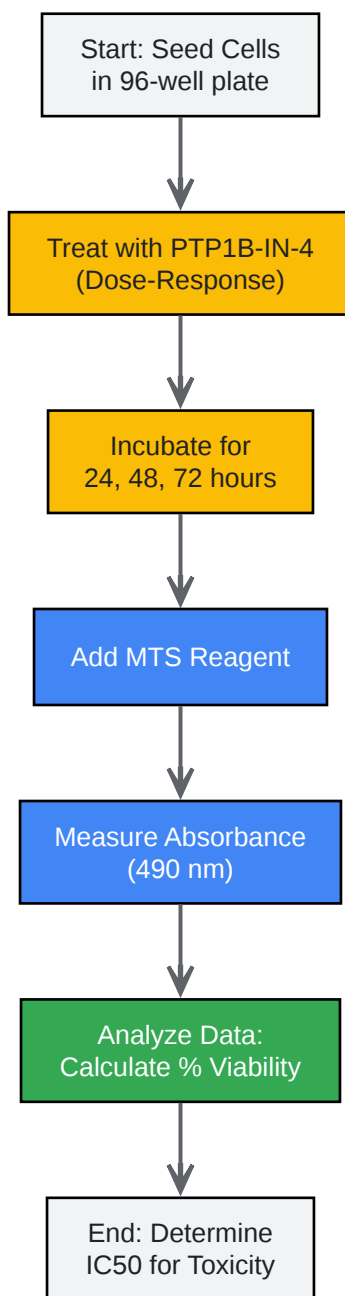 Start: Seed Cells
in 96-well plate
Treat with PTP1B-IN-4
(Dose-Response)
Incubate for
24, 48, 72 hours
Add MTS Reagent
Measure Absorbance
(490 nm)
Analyze Data:
Calculate % Viability
End: Determine
IC50 for Toxicity